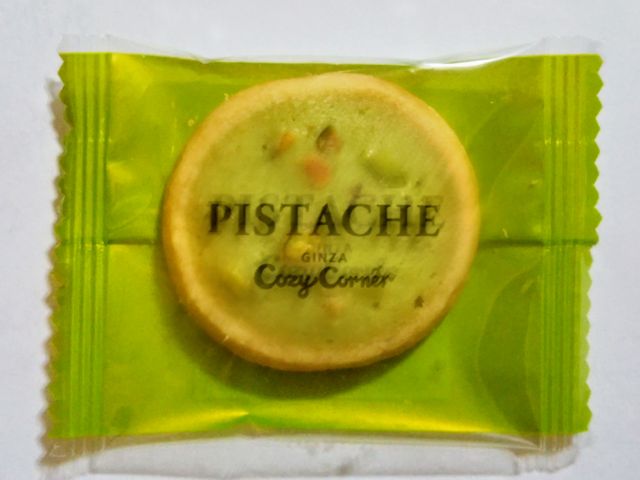 PISTACHE
GINZA
Cozy Corner